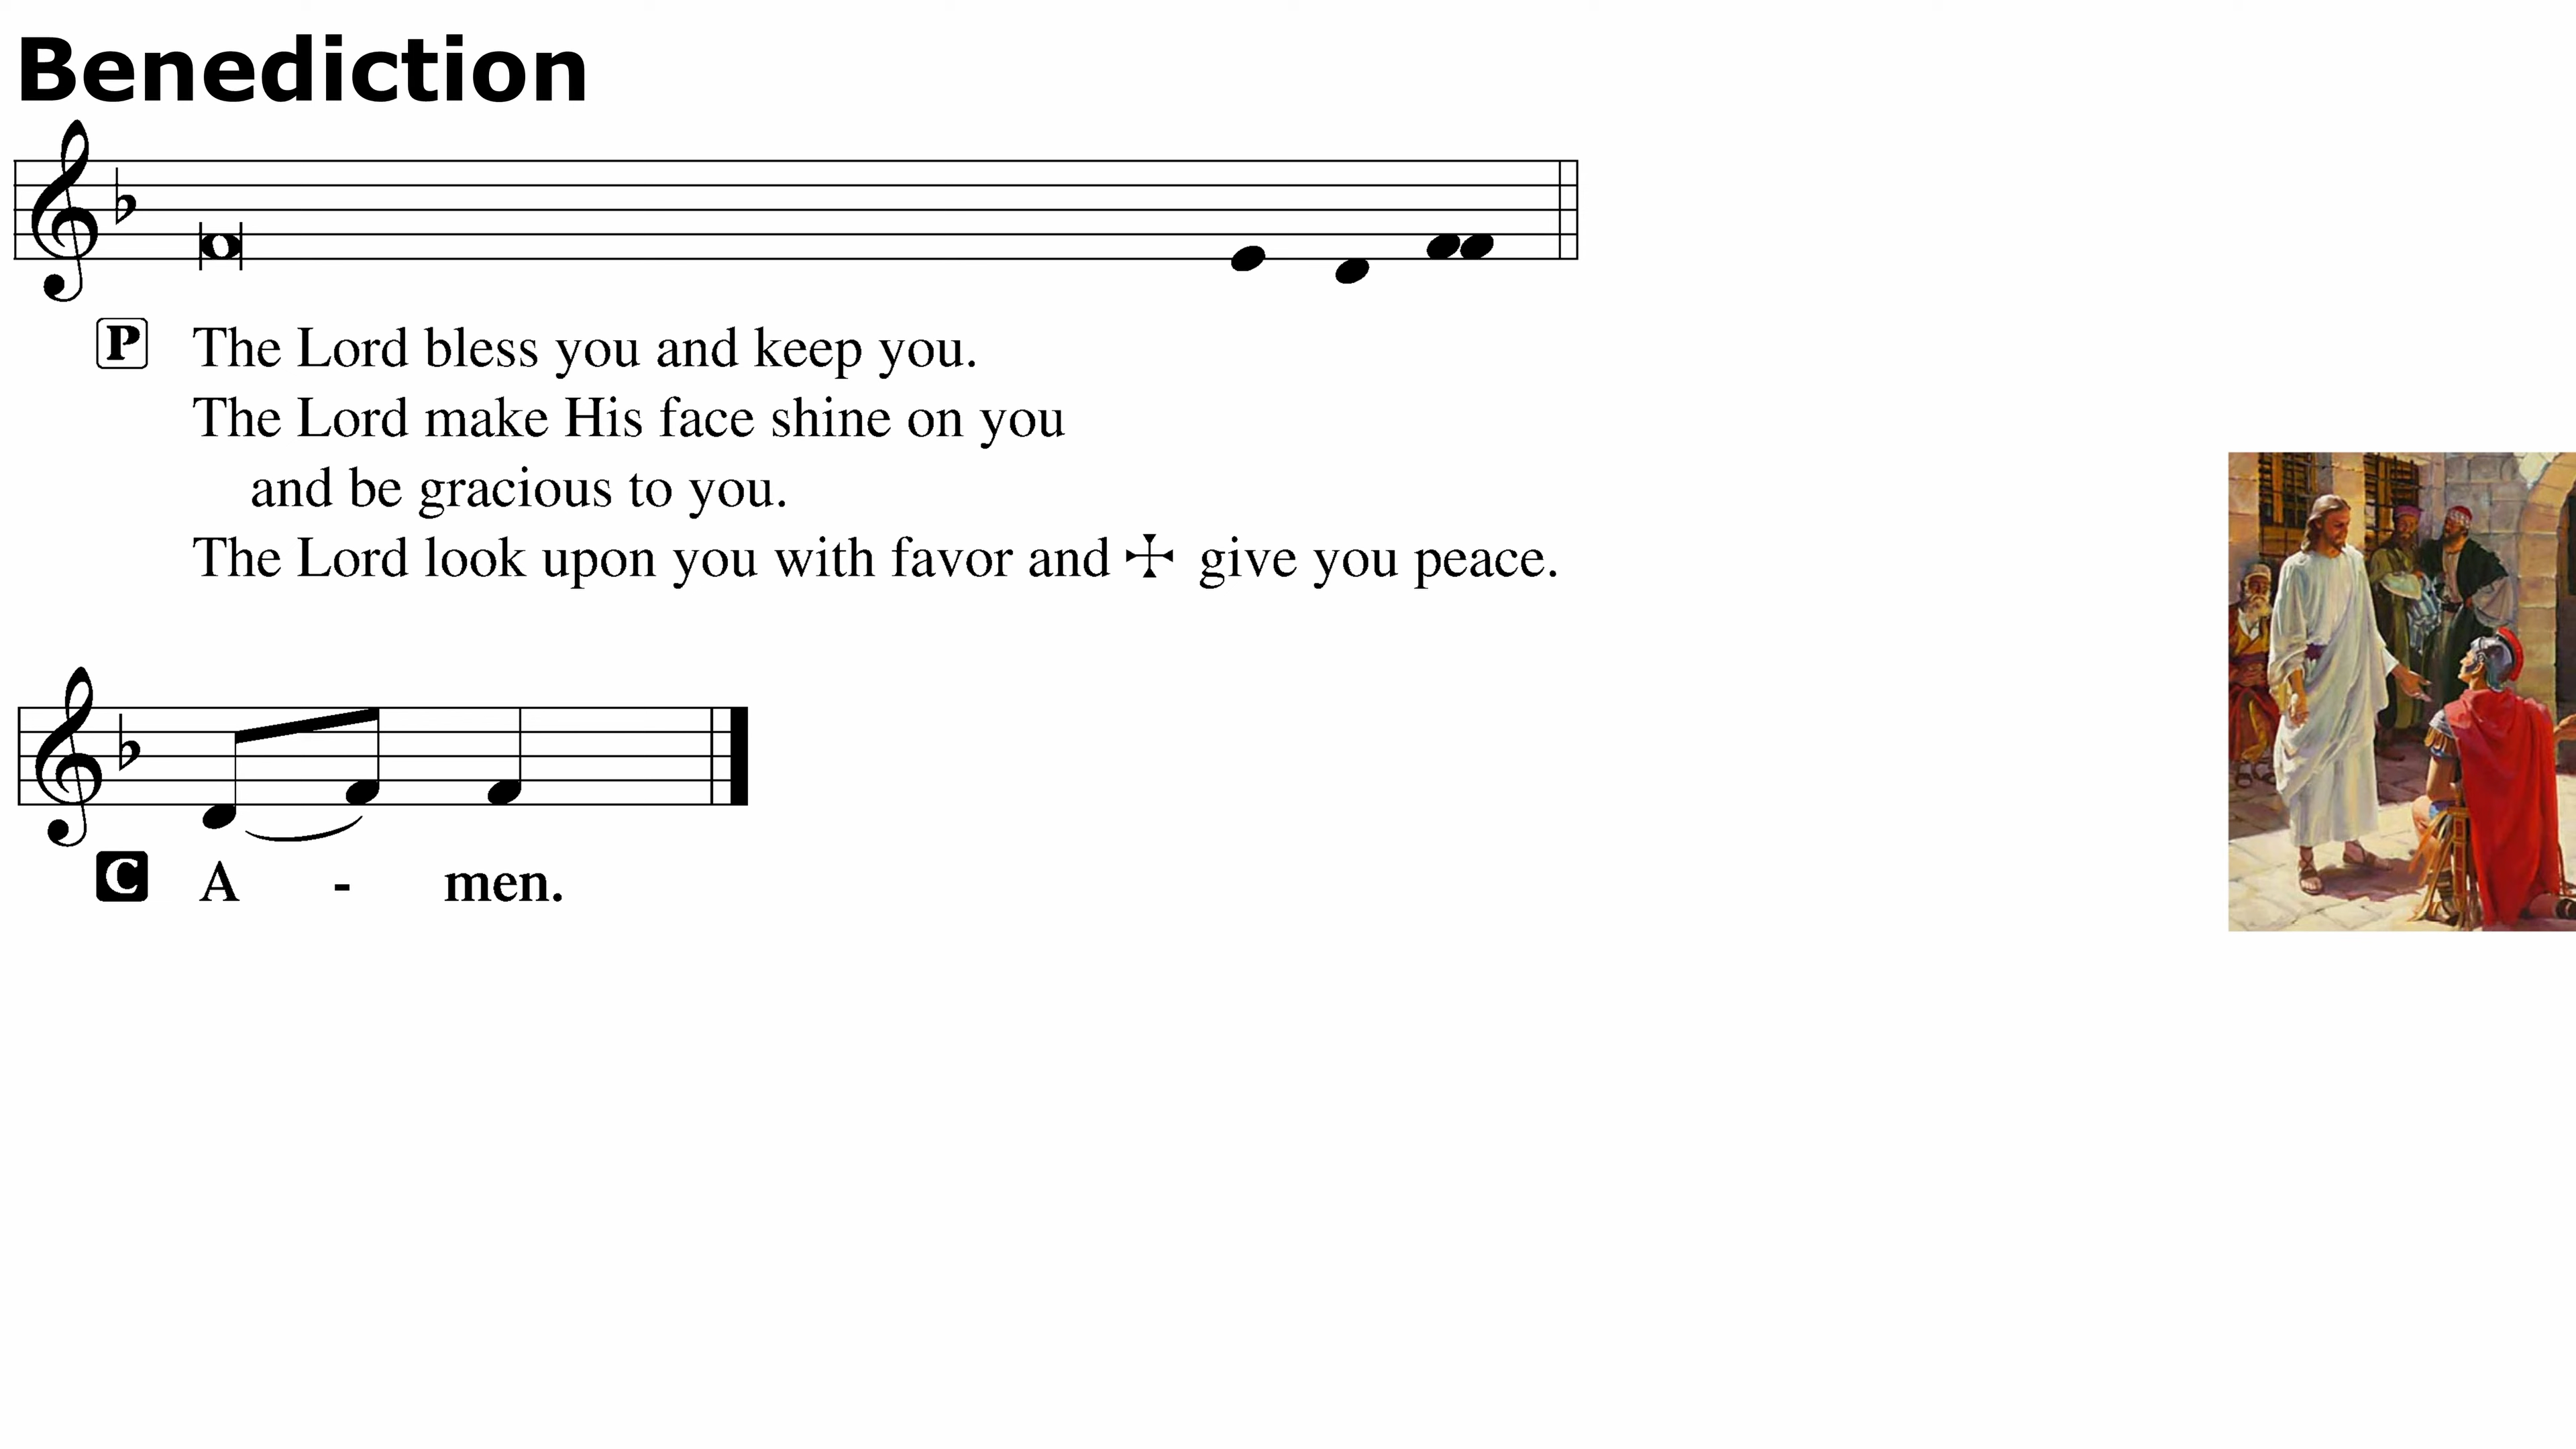 Benediction
P The Lord bless you and keep you.
The Lord make His face shine on you
and be gracious to you.
The Lord look upon you with favor and ☩ give you peace.
C A - men.